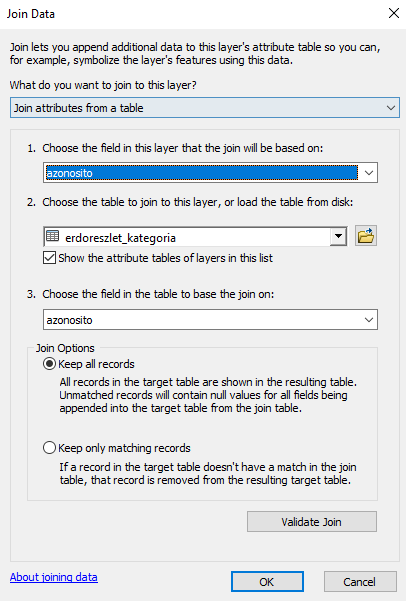 Join Data
Join lets you append additional data to this layer's attribute table so you can,
for example, symbolize the layer's features using this data.
What do you want to join to this layer?
Join attributes from a table
1. Choose the field in this layer that the join will be based on:
azonosito
2. Choose the table to join to this layer, or load the table from disk:
erdoreszlet_kategoria
Show the attribute tables of layers in this list
3. Choose the field in the table to base the join on:
azonosito
Join Options
Keep all records
All records in the target table are shown in the resulting table.
Unmatched records will contain null values for all fields being
appended into the target table from the join table.
Keep only matching records
If a record in the target table doesn't have a match in the join
table, that record is removed from the resulting target table.
Validate Join
About joining data
OK
Cancel